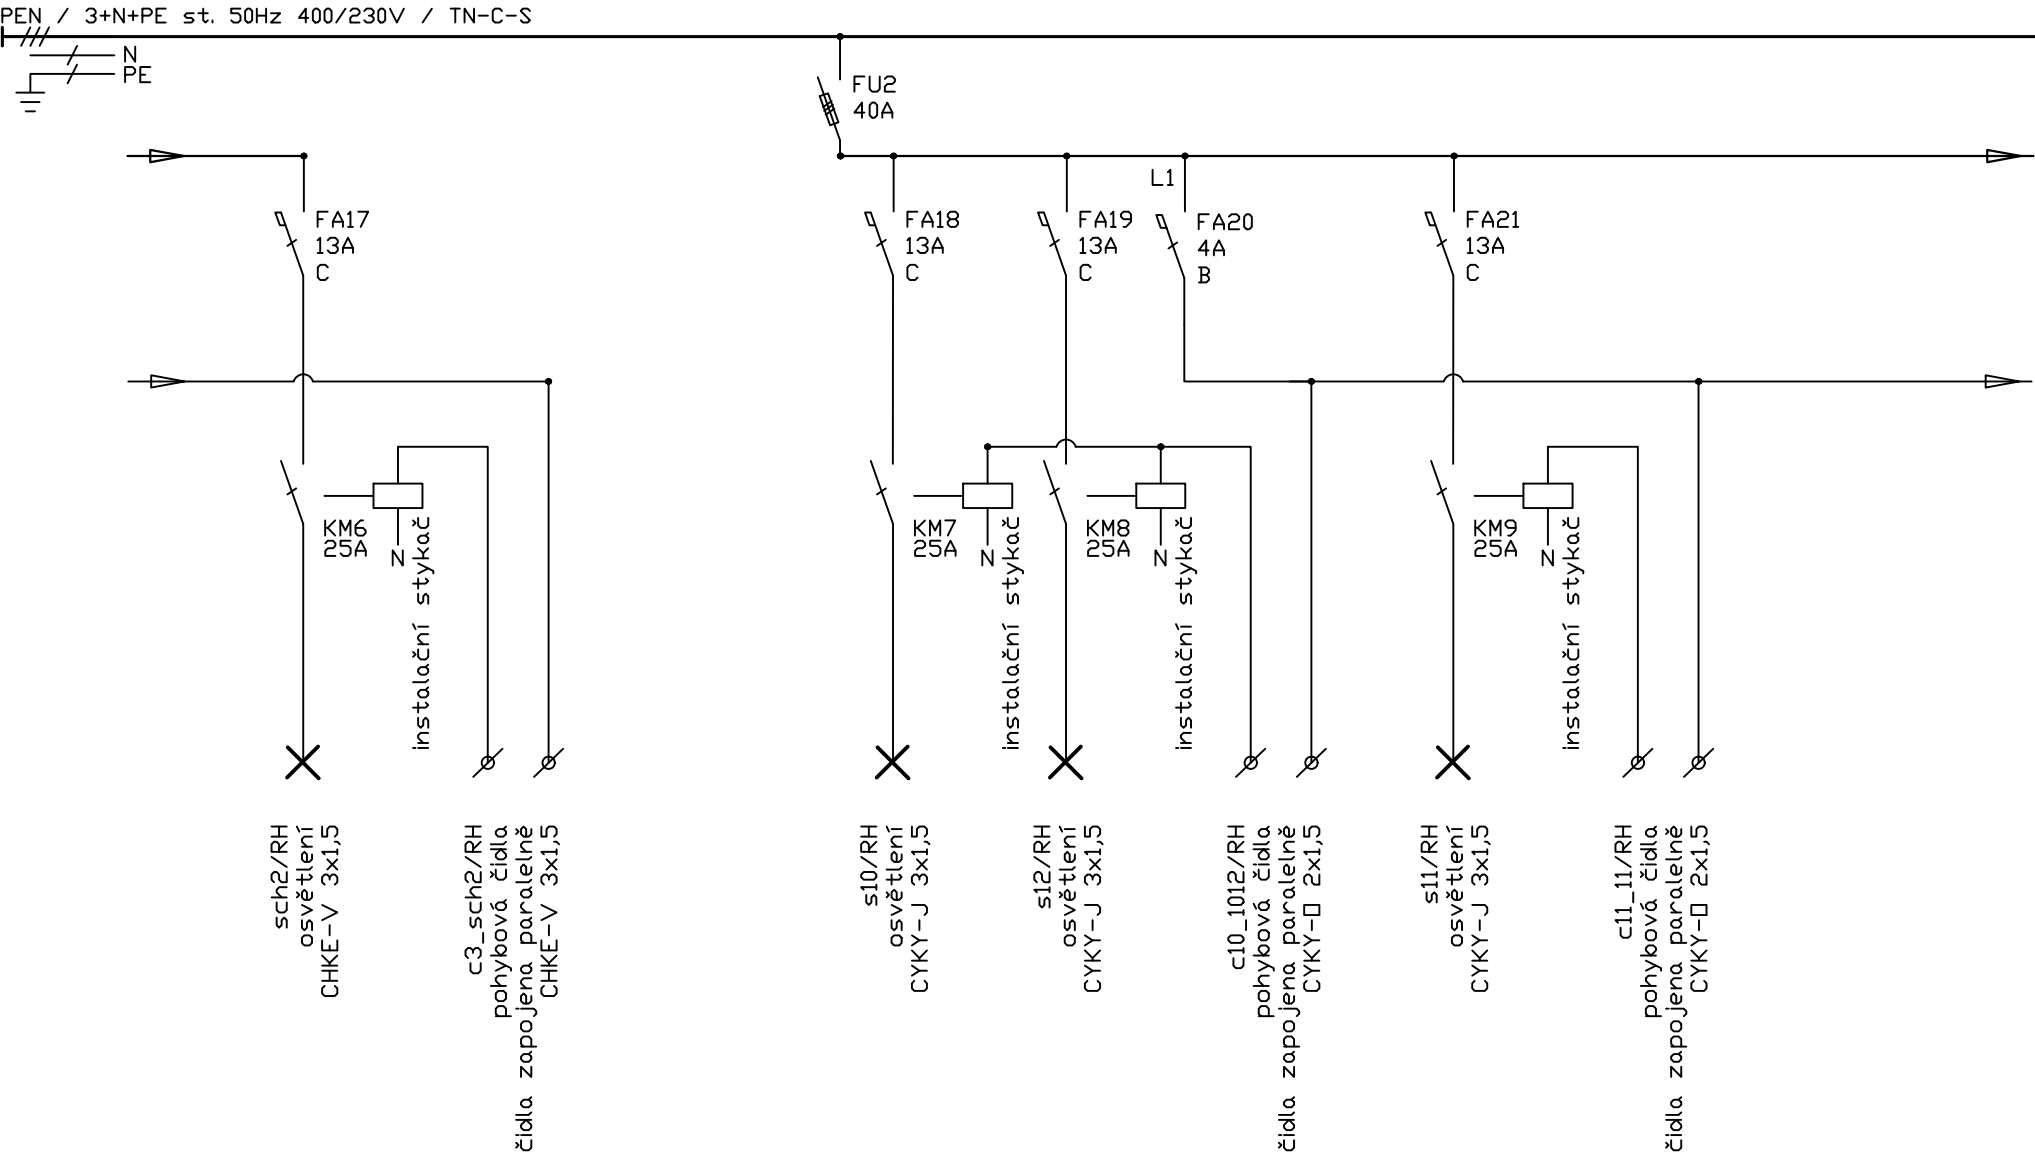 PEN / 3+N+PE st. 50Hz 400/230V / TN-C-S
N
PE
FU2
40A
L1
FA17
13A
C
FA18
13A
C
FA19
13A
C
FA20
4A
B
FA21
13A
C
KM6
25A
N
instalační stykač
KM7
25A
N
instalační stykač
KM8
25A
N
instalační stykač
KM9
25A
N
instalační stykač
sch2/RH
osvětlení
CHKE-V 3x1,5
c3_sch2/RH
pohybová čidla
čidla zapojena paralelně
CHKE-V 3x1,5
s10/RH
osvětlení
CYKY-J 3x1,5
s12/RH
osvětlení
CYKY-J 3x1,5
c10_1012/RH
pohybová čidla
čidla zapojena paralelně
CYKY-O 2x1,5
s11/RH
osvětlení
CYKY-J 3x1,5
c11_11/RH
pohybová čidla
čidla zapojena paralelně
CYKY-O 2x1,5